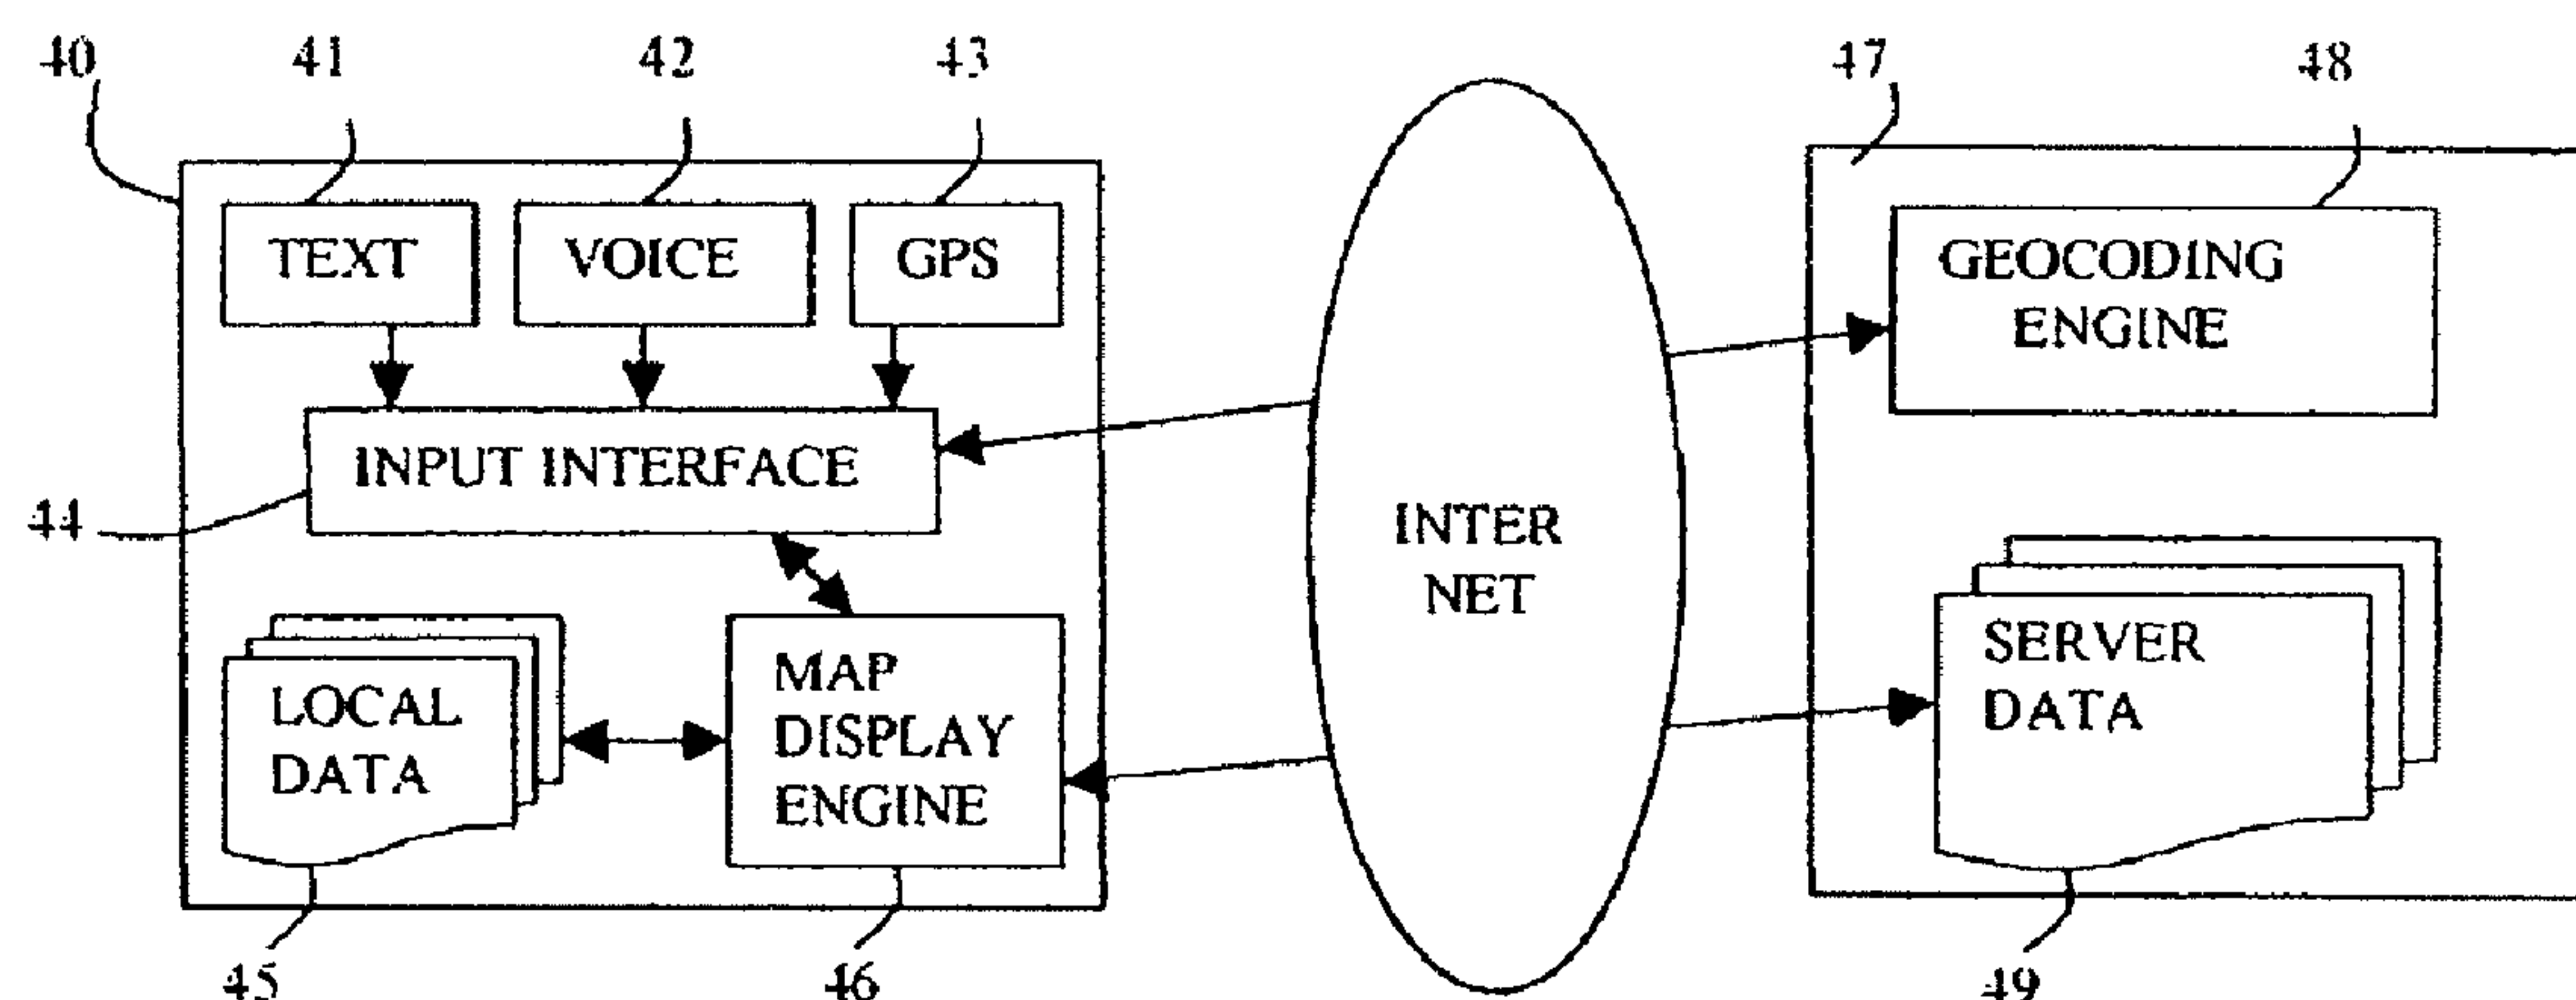 40
41
42
43
47
48
TEXT
VOICE
GPS
GEOCODING
ENGINE
INPUT INTERFACE
44
INTER
NET
LOCAL
DATA
MAP
DISPLAY
ENGINE
SERVER
DATA
45
46
49